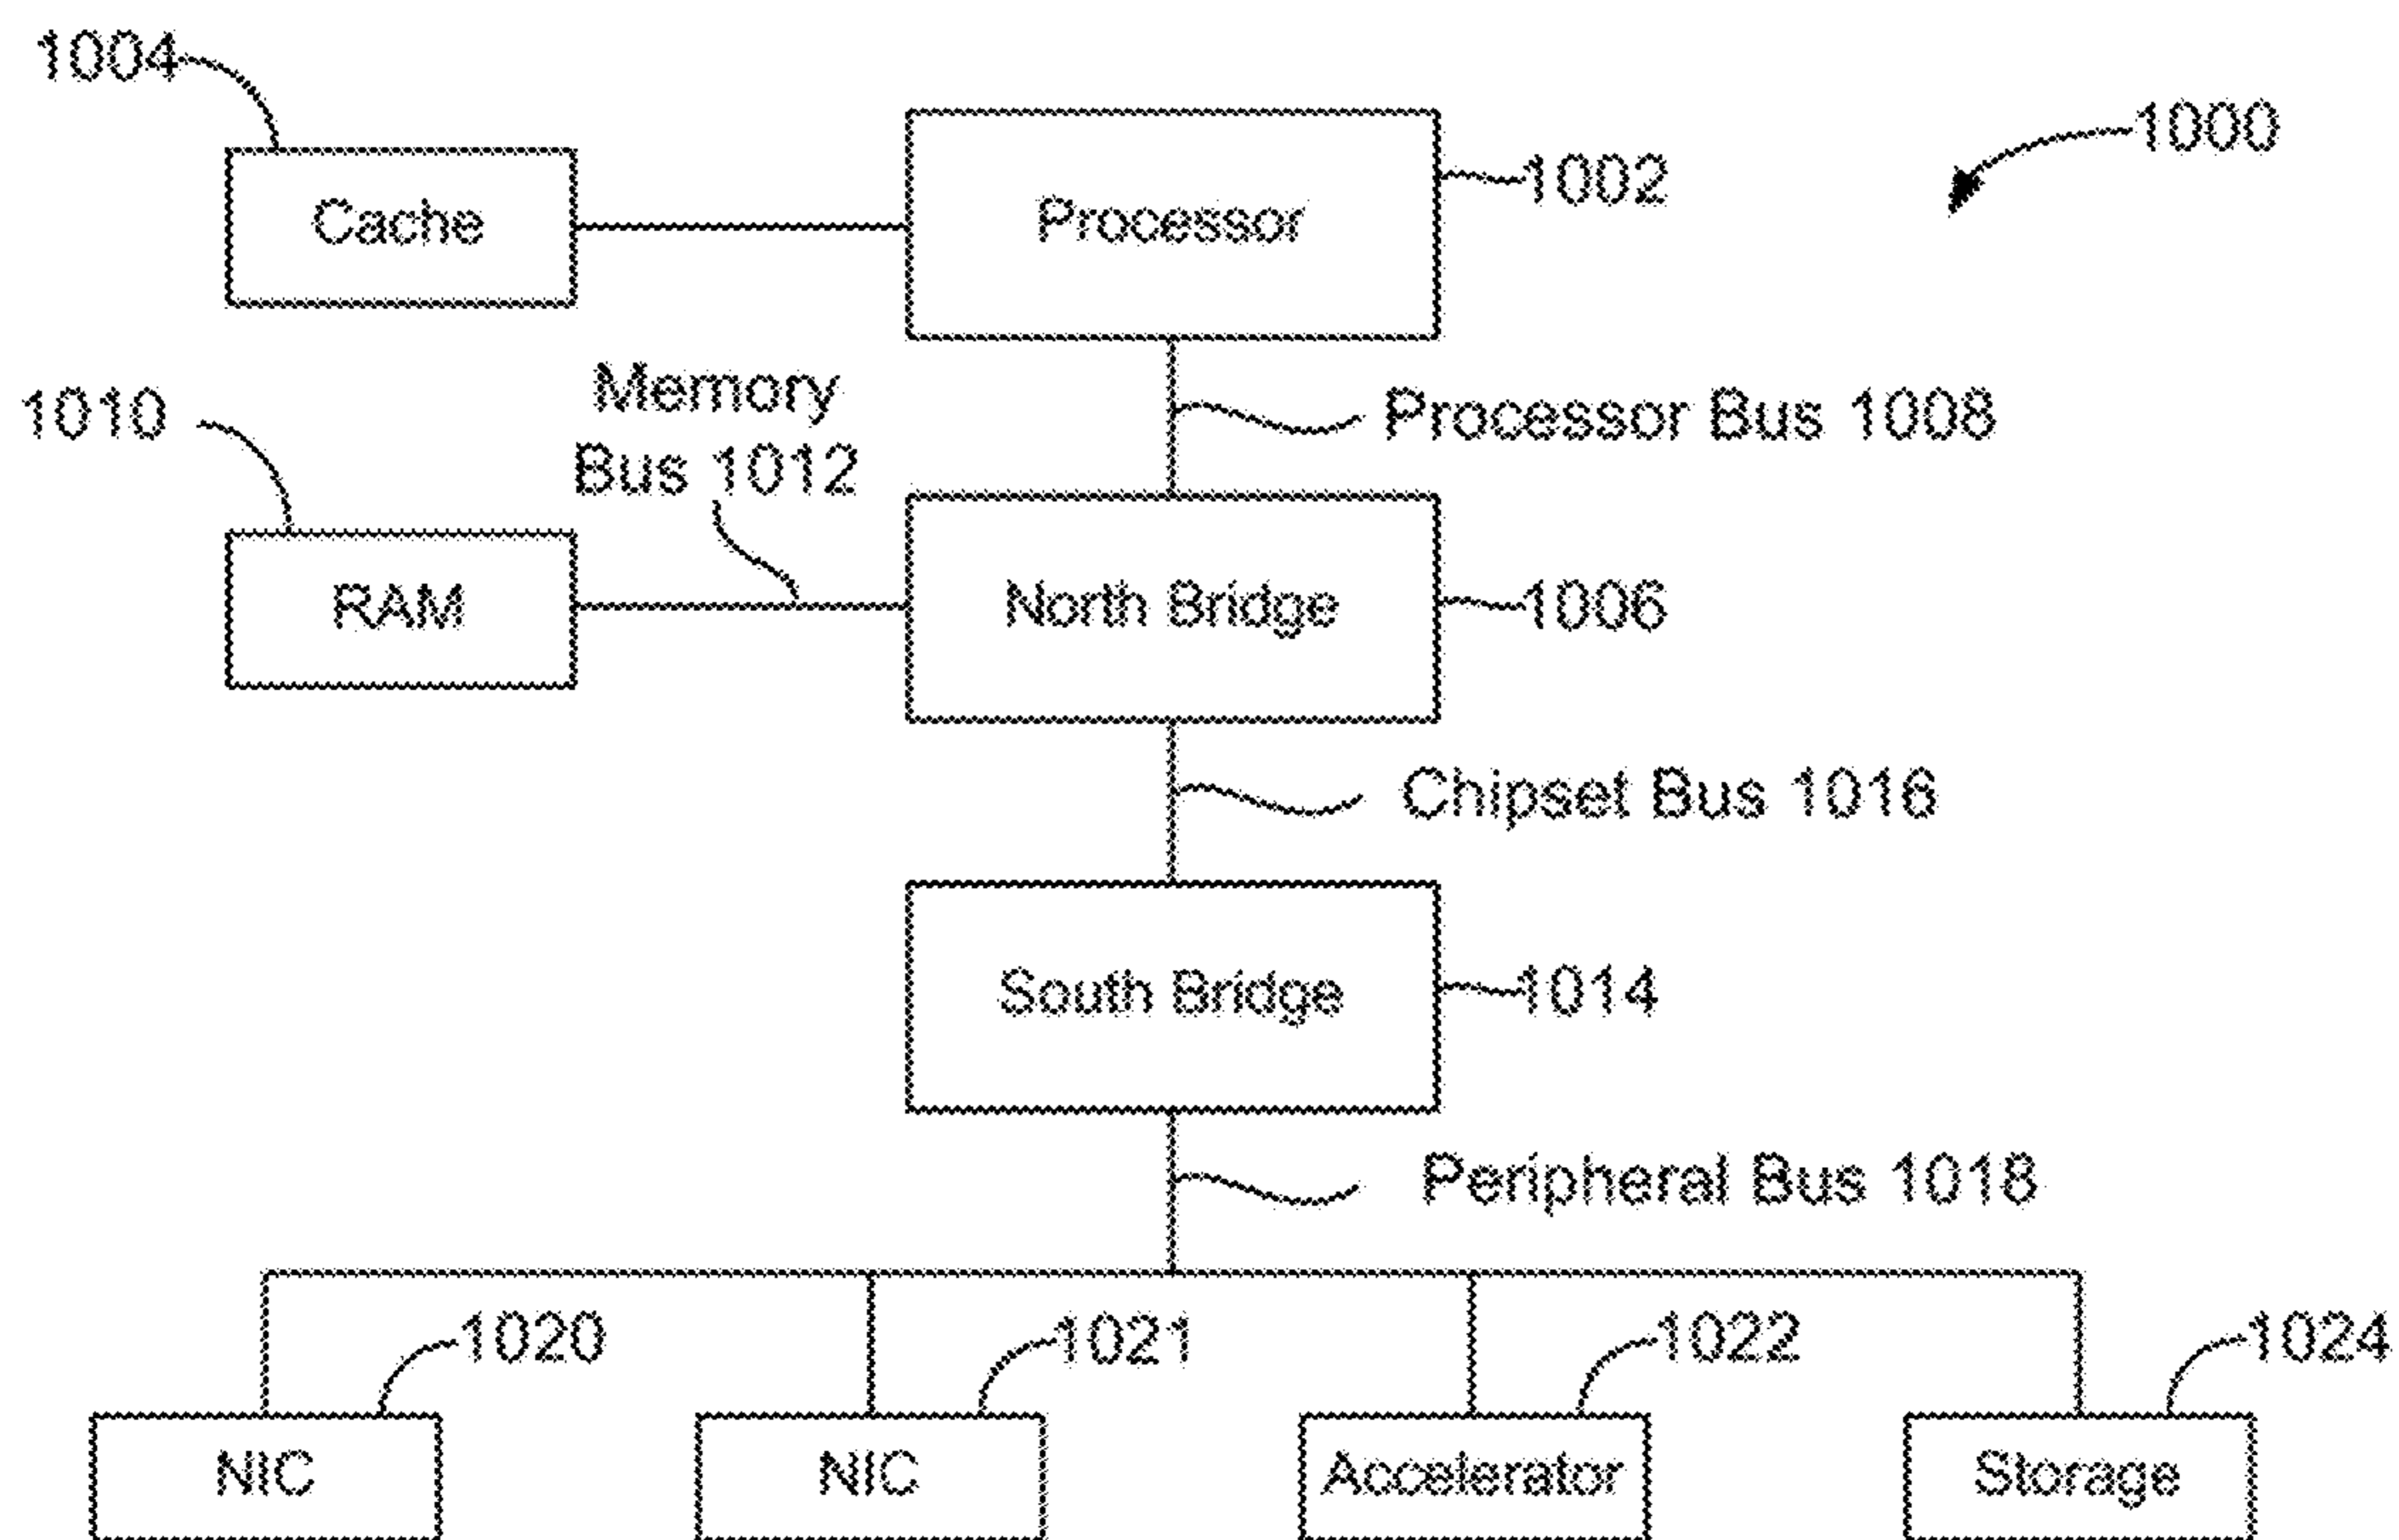 1004
1000
Cache
Processor
1002
1010
Memory
Bus 1012
Processor Bus 1008
RAM
North Bridge
1006
Chipset Bus 1016
South Bridge
1014
Peripheral Bus 1018
1020
1021
1022
1024
NIC
NIC
Accelerator
Storage